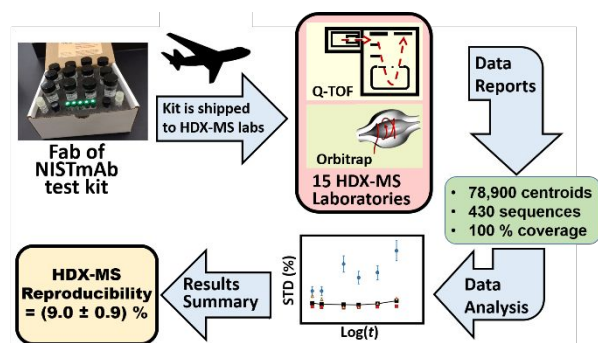 Fab of
NISTmAb
test kit
Kit is shipped
to HDX-MS labs
Q-TOF
Orbitrap
15 HDX-MS
Laboratories
Data
Reports
• 78,900 centroids
• 430 sequences
• 100 % coverage
Data
Analysis
STD (%)
Log(t)
Results
Summary
HDX-MS
Reproducibility
= (9.0 ± 0.9) %